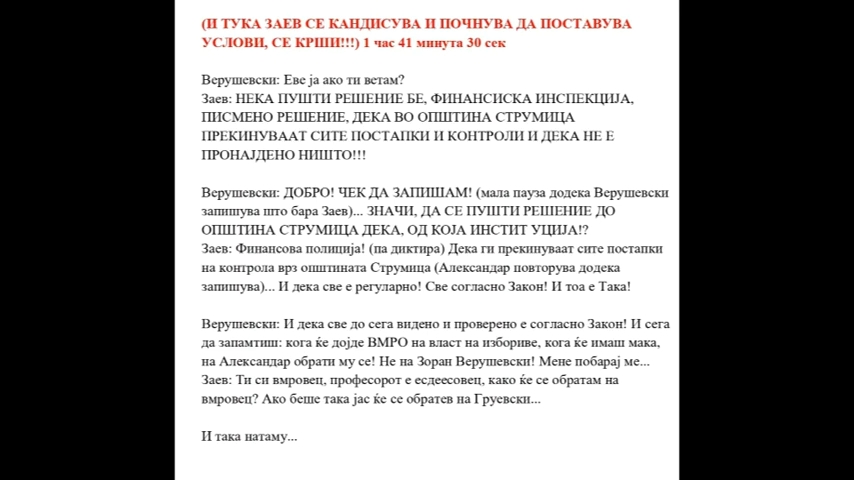 (И ТУКА ЗАЕВ СЕ КАНДИСУВА И ПОЧНУВА ДА ПОСТАВУВА
УСЛОВИ, СЕ КРШИ!!!) 1 час 41 минута 30 сек
Верушевски: Еве ја ако ти ветам?
Заев: НЕКА ПУШТИ РЕШЕНИЕ БЕ, ФИНАНСИСКА ИНСПЕКЦИЈА,
ПИСМЕНО РЕШЕНИЕ, ДЕКА ВО ОПШТИНА СТРУМИЦА
ПРЕКИНУВААТ СИТЕ ПОСТАПКИ И КОНТРОЛИ И ДЕКА НЕ Е
ПРОНАЈДЕНО НИШТО!!!
Верушевски: ДОБРО! ЧЕК ДА ЗАПИШАМ! (мала пауза додека Верушевски
запишува што бара Заев)... ЗНАЧИ, ДА СЕ ПУШТИ РЕШЕНИЕ ДО
ОПШТИНА СТРУМИЦА ДЕКА, ОД КОЈА ИНСТИТ УЦИЈА!?
Заев: Финансова полиција! (па диктира) Дека ги прекинуваат сите постапки
на контрола врз општината Струмица (Александар повторува додека
запишува)... И дека све е регуларно! Све согласно Закон! И тоа е Така!
Верушевски: И дека све до сега видено и проверено е согласно Закон! И сега
да запамтиш: кога ќе дојде ВМРО на власт на избориве, кога ќе имаш мака,
на Александар обрати му се! Не на Зоран Верушевски! Мене побарај ме...
Заев: Ти си вмровец, професорот е есдеесовец, како ќе се обратам на
вмровец? Ако беше така јас ќе се обратев на Груевски...
И така натаму...